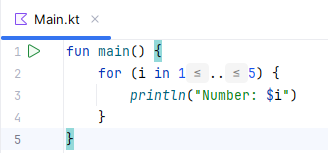 Main.kt ×
1 fun main() {
2 for (i in 1 ≤ .. ≤ 5) {
3 println("Number: $i")
4 }
5 }